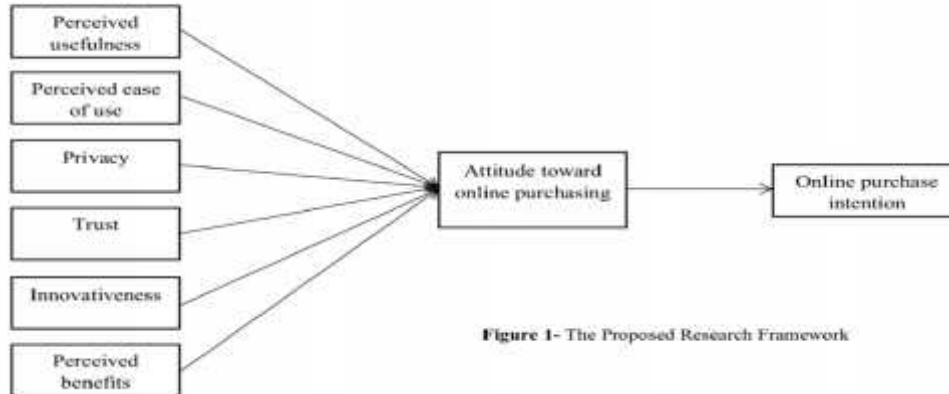 Perceived
usefulness
Perceived ease
of use
Privacy
Trust
Innovativeness
Perceived
benefits
Attitude toward
online purchasing
Online purchase
intention
Figure 1- The Proposed Research Framework